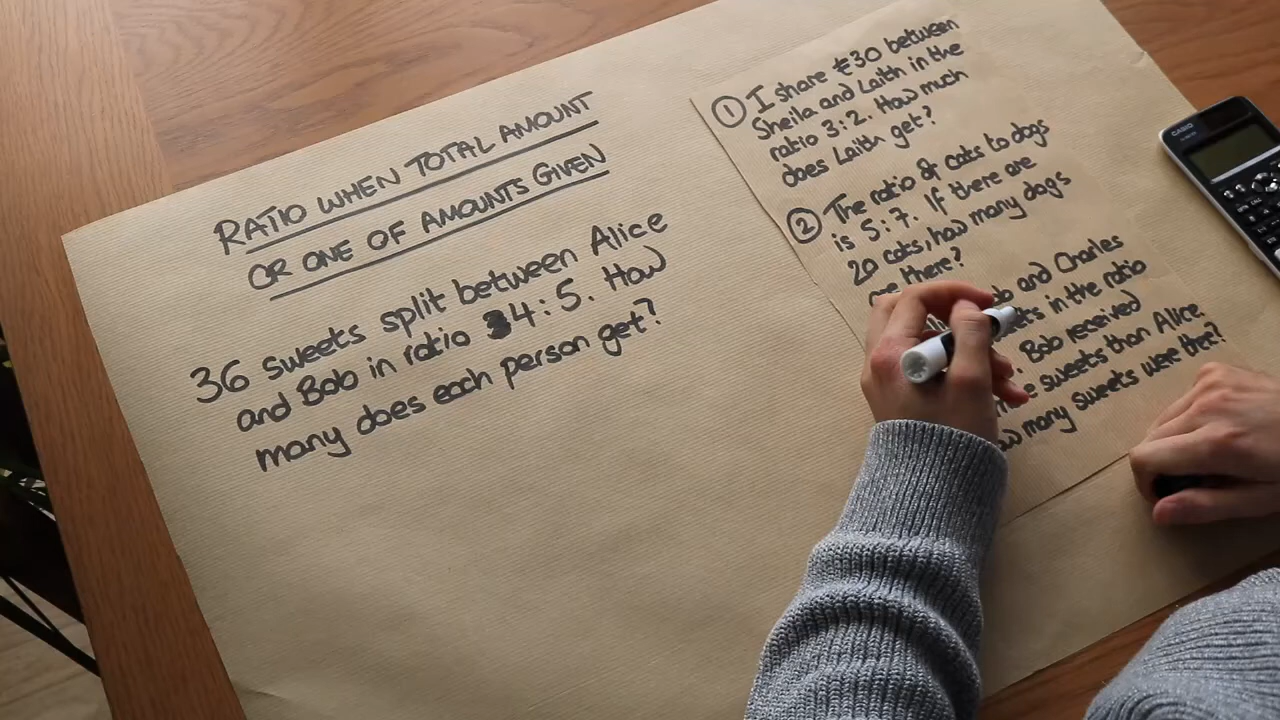 RATIO WHEN TOTAL AMOUNT
OR ONE OF AMOUNTS GIVEN
36 sweets split between Alice
and Bob in ratio 4:5. How
many does each person get?
① I share £30 between
Sheila and Laith in the
ratio 3:2. How much
does Laith get?
② The ratio of cats to dogs
is 5:7. If there are
20 cats, how many dogs
are there?
and Charles
in the ratio
Bob received
sweets than Alice.
many sweets were there?
CASIO